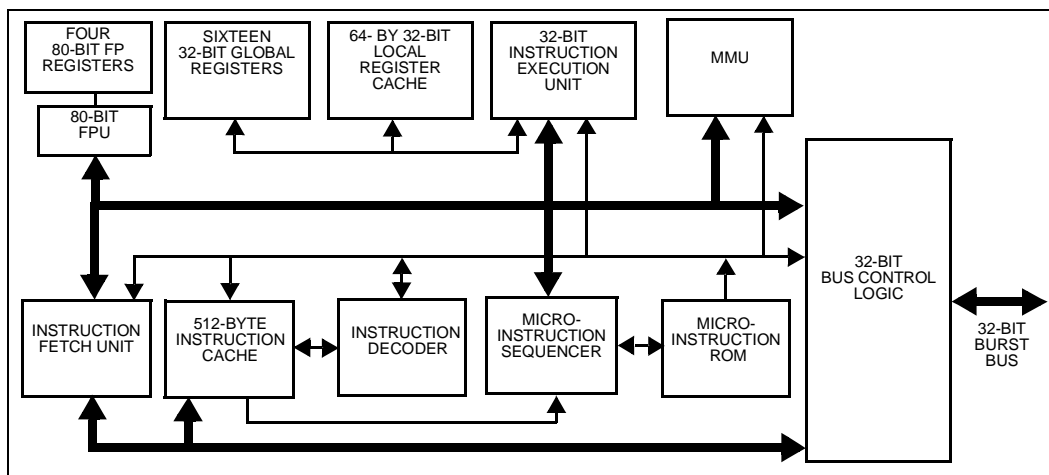 FOUR
80-BIT FP
REGISTERS
80-BIT
FPU
SIXTEEN
32-BIT GLOBAL
REGISTERS
64- BY 32-BIT
LOCAL
REGISTER
CACHE
32-BIT
INSTRUCTION
EXECUTION
UNIT
MMU
32-BIT
BUS CONTROL
LOGIC
32-BIT
BURST
BUS
INSTRUCTION
FETCH UNIT
512-BYTE
INSTRUCTION
CACHE
INSTRUCTION
DECODER
MICRO-
INSTRUCTION
SEQUENCER
MICRO-
INSTRUCTION
ROM